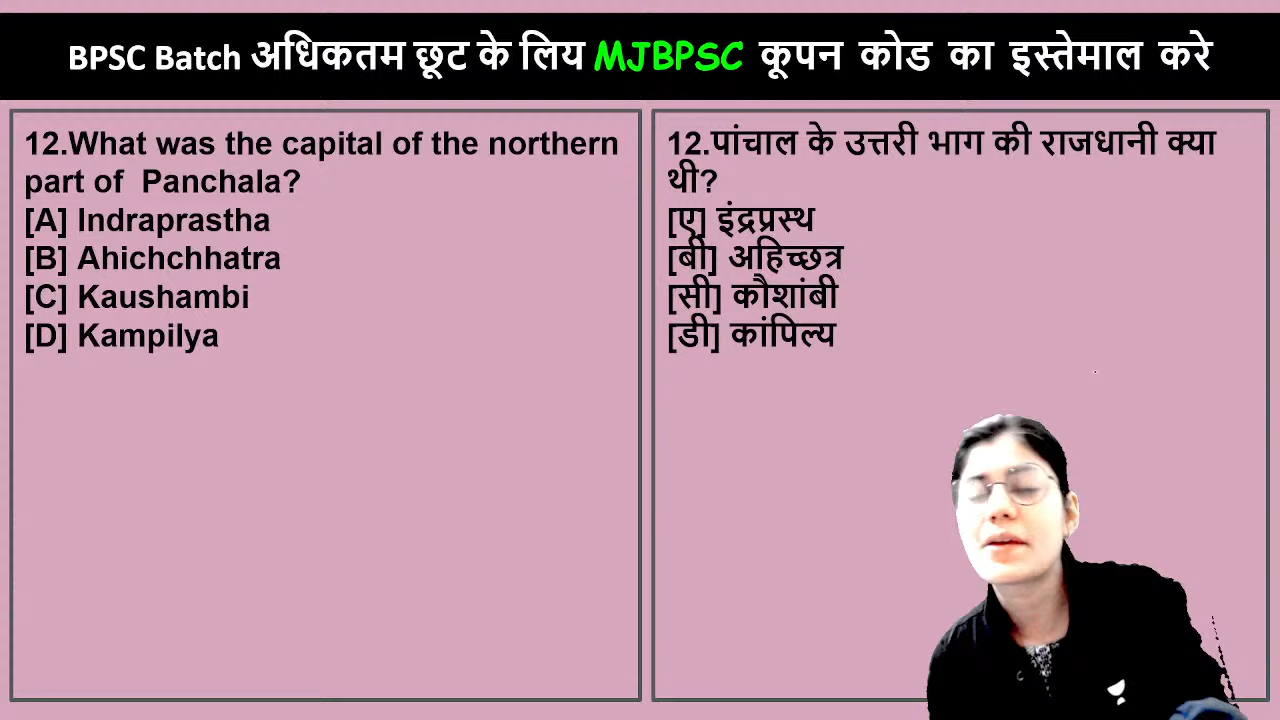 BPSC Batch अधिकतम छूट के लिय MJBPSC कूपन कोड का इस्तेमाल करे
12.What was the capital of the northern
part of Panchala?
[A] Indraprastha
[B] Ahichchhatra
[C] Kaushambi
[D] Kampilya
12.पांचाल के उत्तरी भाग की राजधानी क्या
थी?
[ए] इंद्रप्रस्थ
[बी] अहिच्छत्र
[सी] कौशांबी
[डी] कांपिल्य